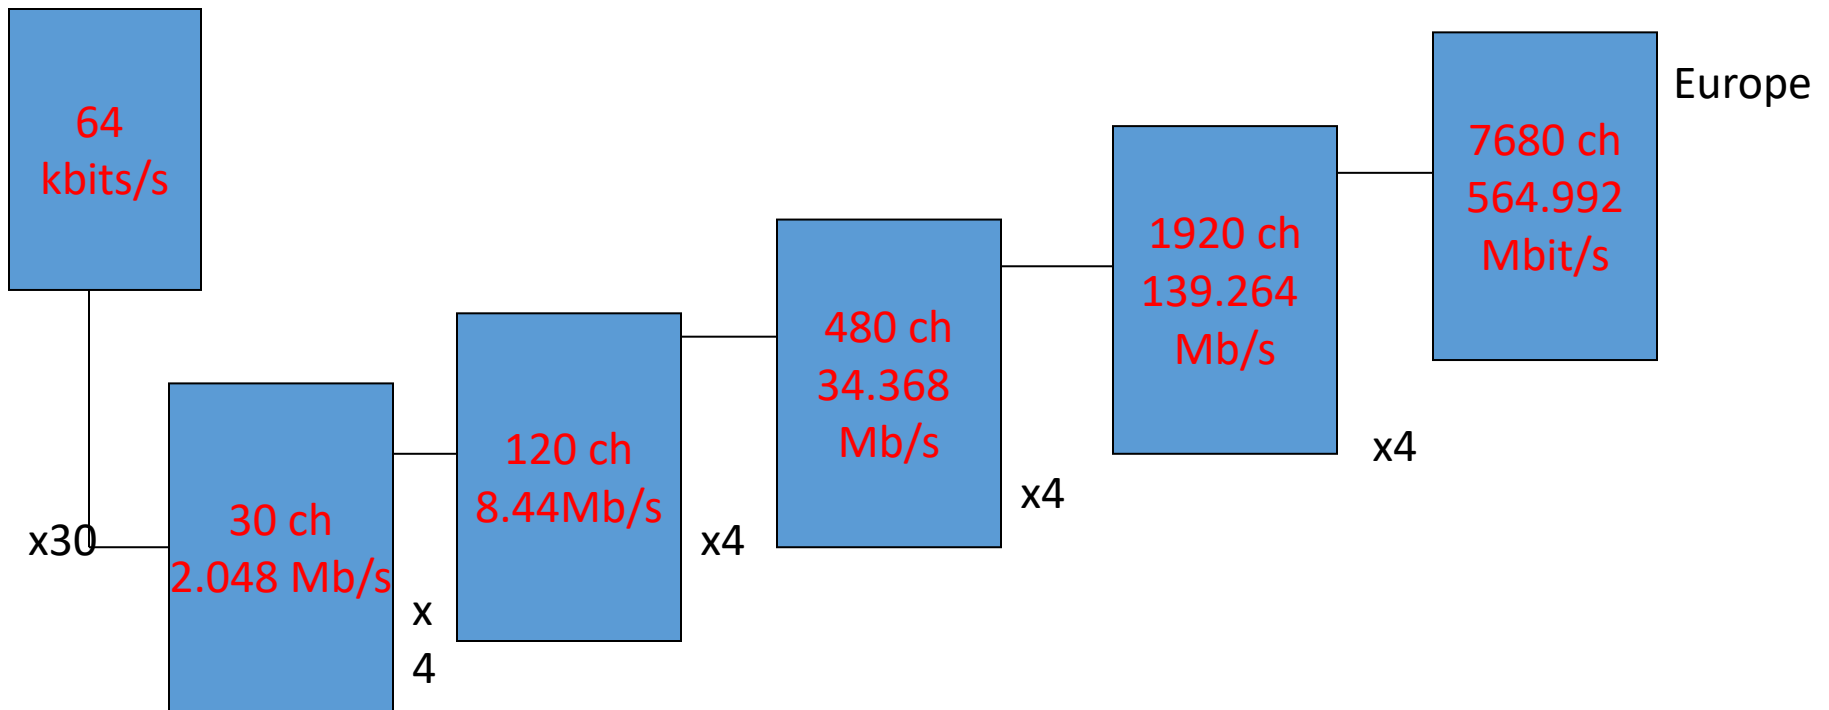 64
kbits/s
x30
30 ch
2.048 Mb/s
x
4
120 ch
8.44Mb/s
x4
480 ch
34.368
Mb/s
x4
1920 ch
139.264
Mb/s
x4
7680 ch
564.992
Mbit/s
Europe